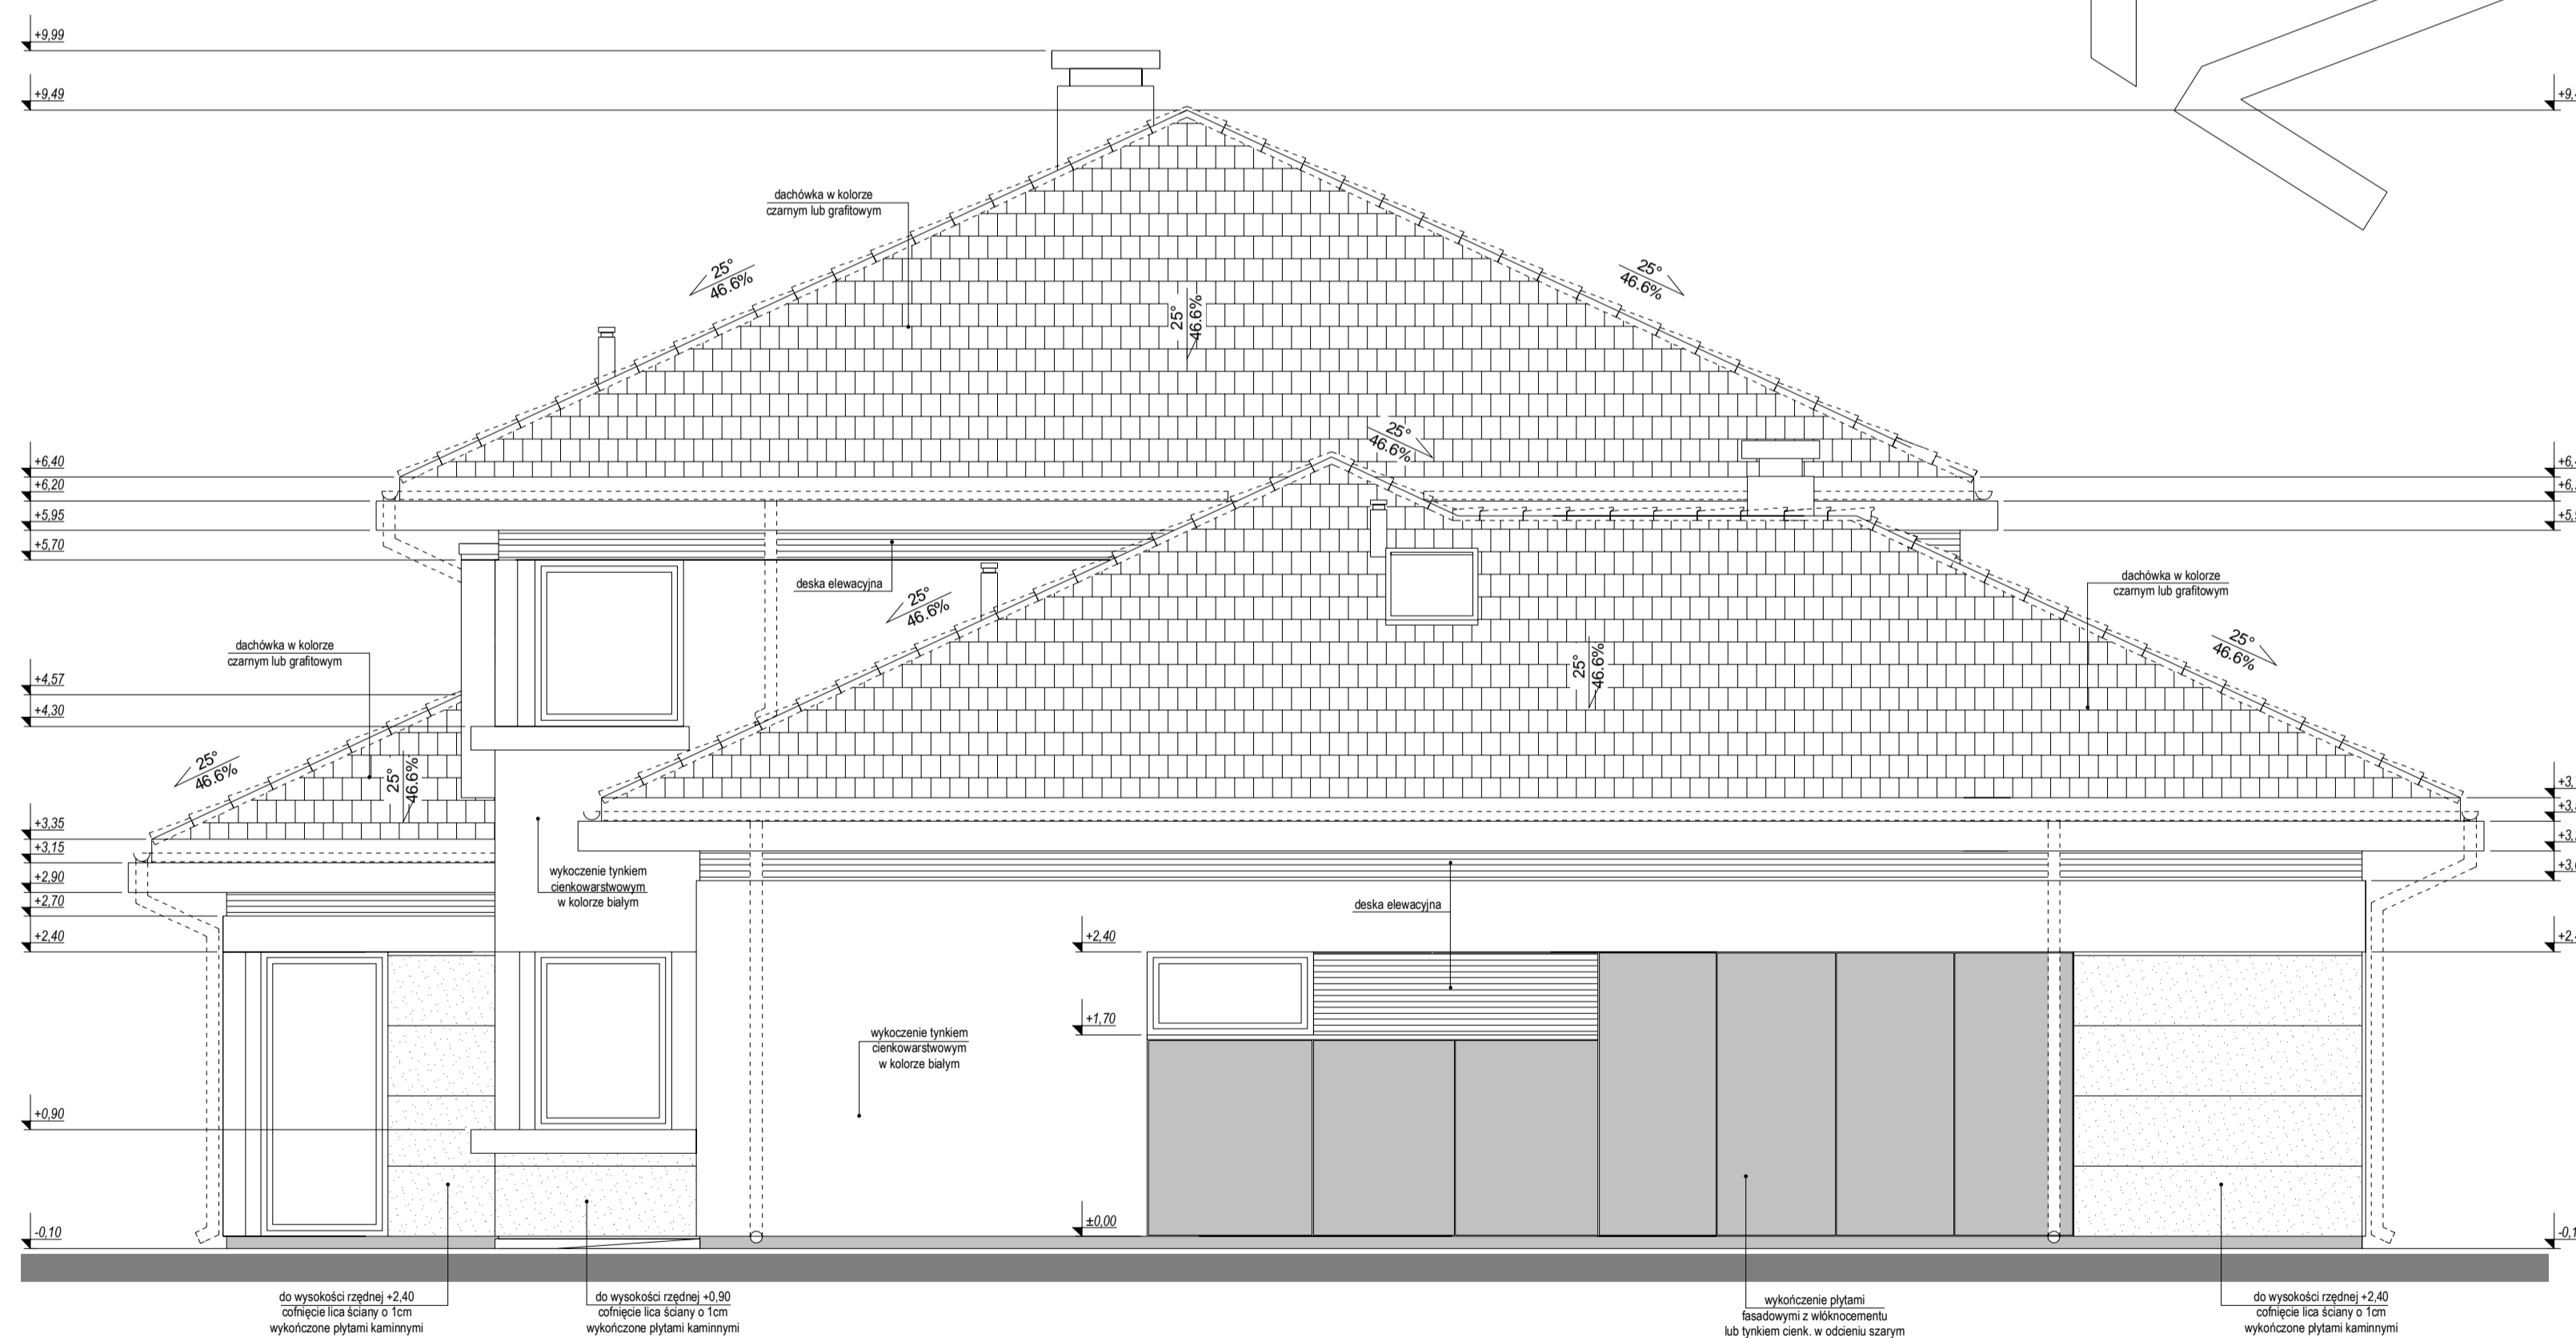 +9,99
+9,49
+9,4
dachówka w kolorze
czarnym lub grafitowym
25°
46.6%
25°
46.6%
25°
46.6%
25°
46.6%
+6,40
+6,20
+5,95
+5,70
deska elewacyjna
25°
46.6%
dachówka w kolorze
czarnym lub grafitowym
dachówka w kolorze
czarnym lub grafitowym
25°
46.6%
25°
46.6%
+4,57
+4,30
25°
46.6%
25°
46.6%
+3,35
+3,15
+2,90
+2,70
+2,40
wykoczenie tynkiem
cienkowarstwowym
w kolorze białym
deska elewacyjna
+2,40
+1,70
wykoczenie tynkiem
cienkowarstwowym
w kolorze białym
+0,90
±0,00
-0,10
-0,1
do wysokości rzędnej +2,40
cofnięcie lica ściany o 1cm
wykończone płytami kaminnymi
do wysokości rzędnej +0,90
cofnięcie lica ściany o 1cm
wykończone płytami kaminnymi
wykończenie płytami
fasadowymi z włóknocementu
lub tynkiem cienk. w odcieniu szarym
do wysokości rzędnej +2,40
cofnięcie lica ściany o 1cm
wykończone płytami kaminnymi